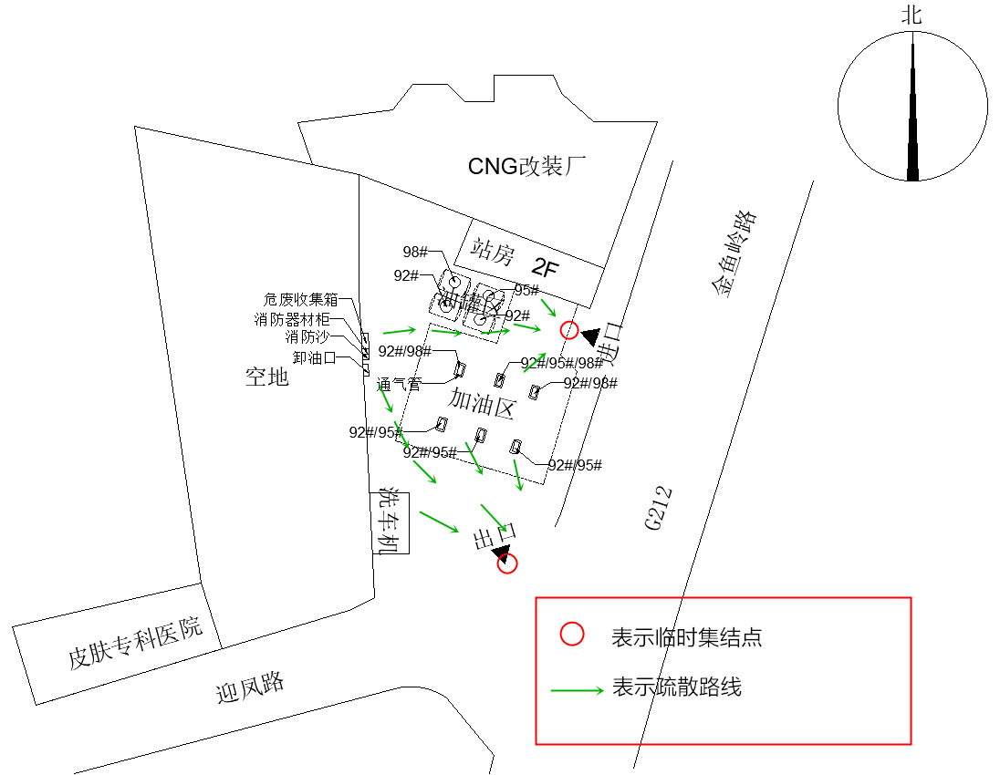 北
CNG改装厂
金鱼岭路
站房 2F
98#
92#
油罐区
95#
92#
危废收集箱
消防器材柜
消防沙
卸油口
空地
进口
92#/98#
92#/95#/98#
92#/98#
通气管
加油区
92#/95#
92#/95#
92#/95#
G212
洗车机
出口
皮肤专科医院
迎凤路
表示临时集结点
表示疏散路线